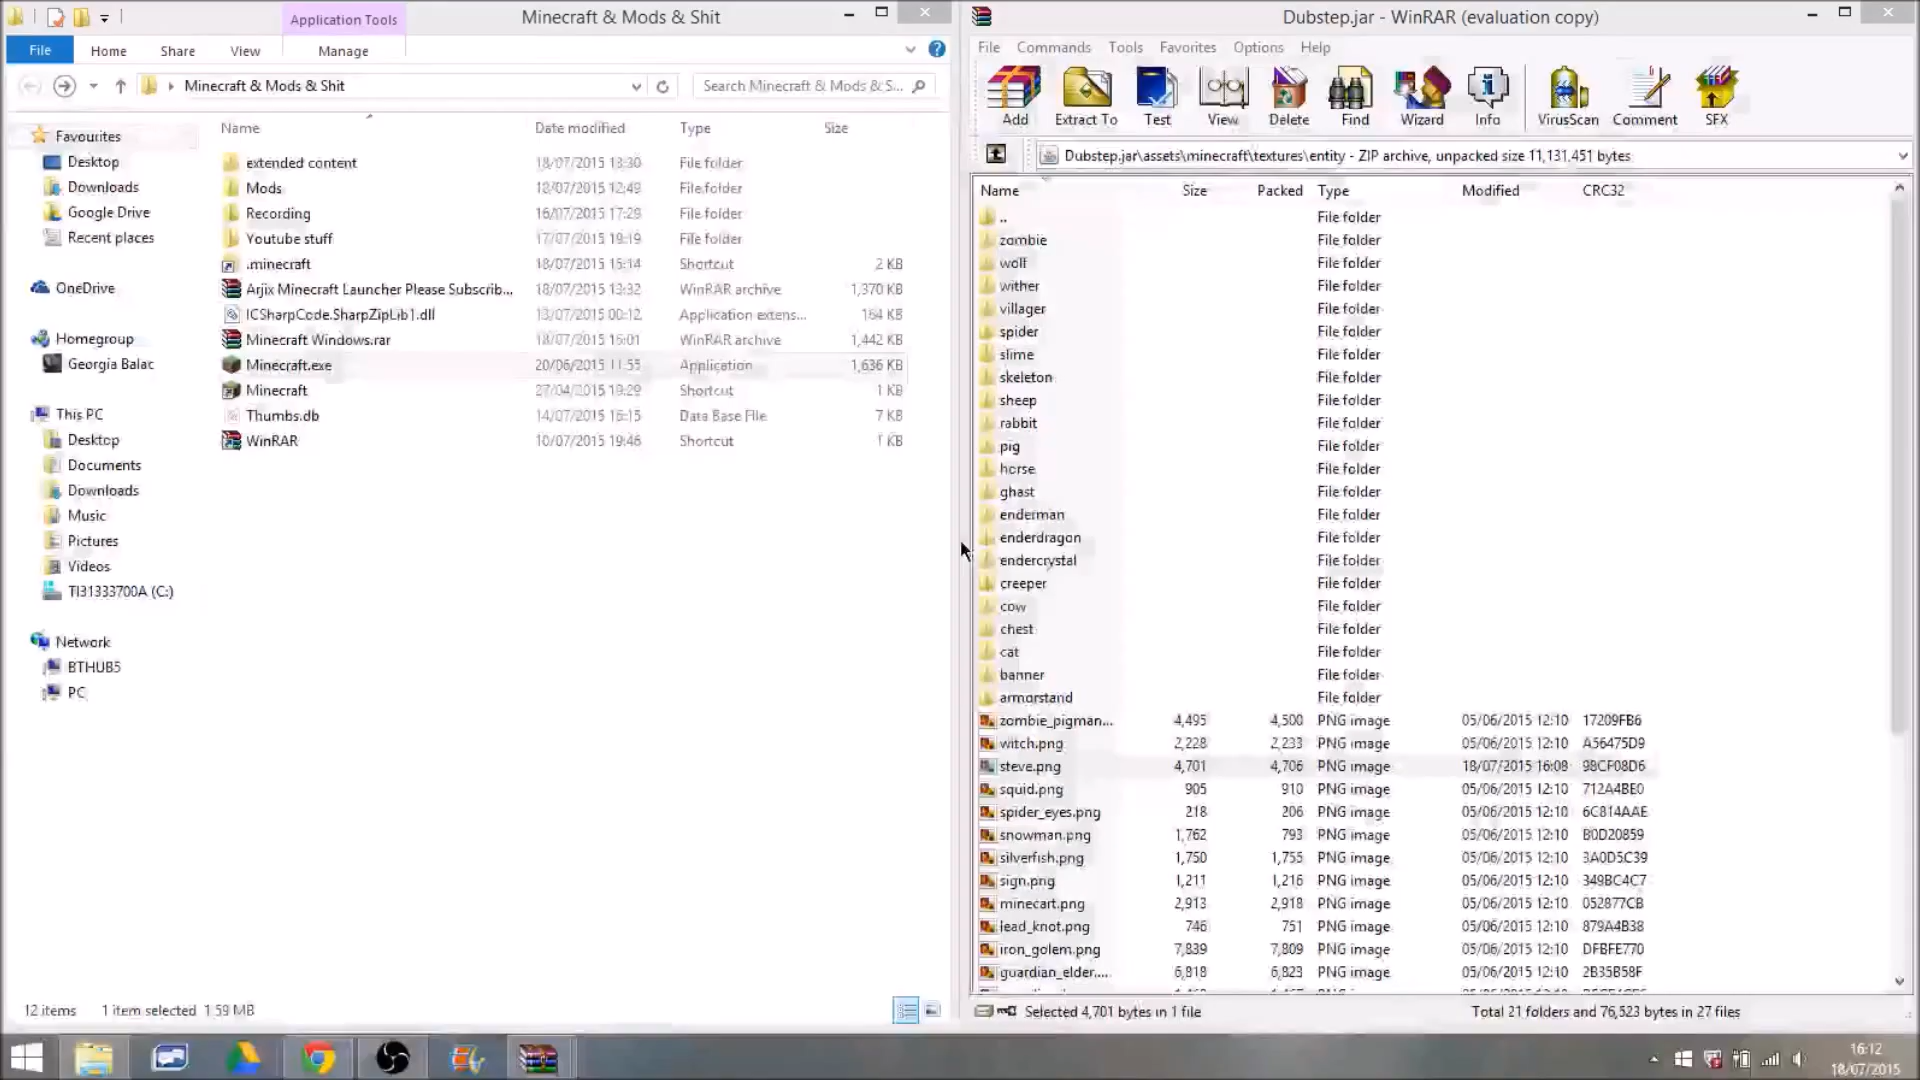 Application Tools
Minecraft & Mods & Shit
File Home Share View Manage
Minecraft & Mods & Shit
Search Minecraft & Mods & S...
Favourites
Desktop
Downloads
Google Drive
Recent places
OneDrive
Homegroup
Georgia Balac
This PC
Desktop
Documents
Downloads
Music
Pictures
Videos
TI31333700A (C:)
Network
BTHUB5
PC
Name Date modified Type Size
extended content 18/07/2015 13:30 File folder
Mods 18/07/2015 12:49 File folder
Recording 16/07/2015 17:29 File folder
Youtube stuff 17/07/2015 19:19 File folder
.minecraft 18/07/2015 15:14 Shortcut 2 KB
Arjix Minecraft Launcher Please Subscrib... 18/07/2015 13:32 WinRAR archive 1,370 KB
ICSharpCode.SharpZipLib1.dll 13/07/2015 00:12 Application extens... 164 KB
Minecraft Windows.rar 18/07/2015 16:01 WinRAR archive 1,442 KB
Minecraft.exe 20/06/2015 11:55 Application 1,636 KB
Minecraft 27/04/2015 19:29 Shortcut 1 KB
Thumbs.db 14/07/2015 16:15 Data Base File 7 KB
WinRAR 10/07/2015 19:46 Shortcut 1 KB
12 items 1 item selected 1.59 MB
Dubstep.jar - WinRAR (evaluation copy)
File Commands Tools Favorites Options Help
Add Extract To Test View Delete Find Wizard Info VirusScan Comment SFX
Dubstep.jar\assets\minecraft\textures\entity - ZIP archive, unpacked size 11,131,451 bytes
Name Size Packed Type Modified CRC32
.. File folder
zombie File folder
wolf File folder
wither File folder
villager File folder
spider File folder
slime File folder
skeleton File folder
sheep File folder
rabbit File folder
pig File folder
horse File folder
ghast File folder
enderman File folder
enderdragon File folder
endercrystal File folder
creeper File folder
cow File folder
chest File folder
cat File folder
banner File folder
armorstand File folder
zombie_pigman... 4,495 4,500 PNG image 05/06/2015 12:10 17209FB6
witch.png 2,228 2,233 PNG image 05/06/2015 12:10 A56475D9
steve.png 4,701 4,706 PNG image 18/07/2015 16:08 98CF08D6
squid.png 905 910 PNG image 05/06/2015 12:10 712A4BE0
spider_eyes.png 218 206 PNG image 05/06/2015 12:10 6C814AAE
snowman.png 1,762 793 PNG image 05/06/2015 12:10 B0D20859
silverfish.png 1,750 1,755 PNG image 05/06/2015 12:10 3A0D5C39
sign.png 1,211 1,216 PNG image 05/06/2015 12:10 349BC4C7
minecart.png 2,913 2,918 PNG image 05/06/2015 12:10 052877CB
lead_knot.png 746 751 PNG image 05/06/2015 12:10 879A4B38
iron_golem.png 7,839 7,809 PNG image 05/06/2015 12:10 DFBFE770
guardian_elder.... 6,818 6,823 PNG image 05/06/2015 12:10 2B35B58F
Selected 4,701 bytes in 1 file Total 21 folders and 76,523 bytes in 27 files
16:12
18/07/2015